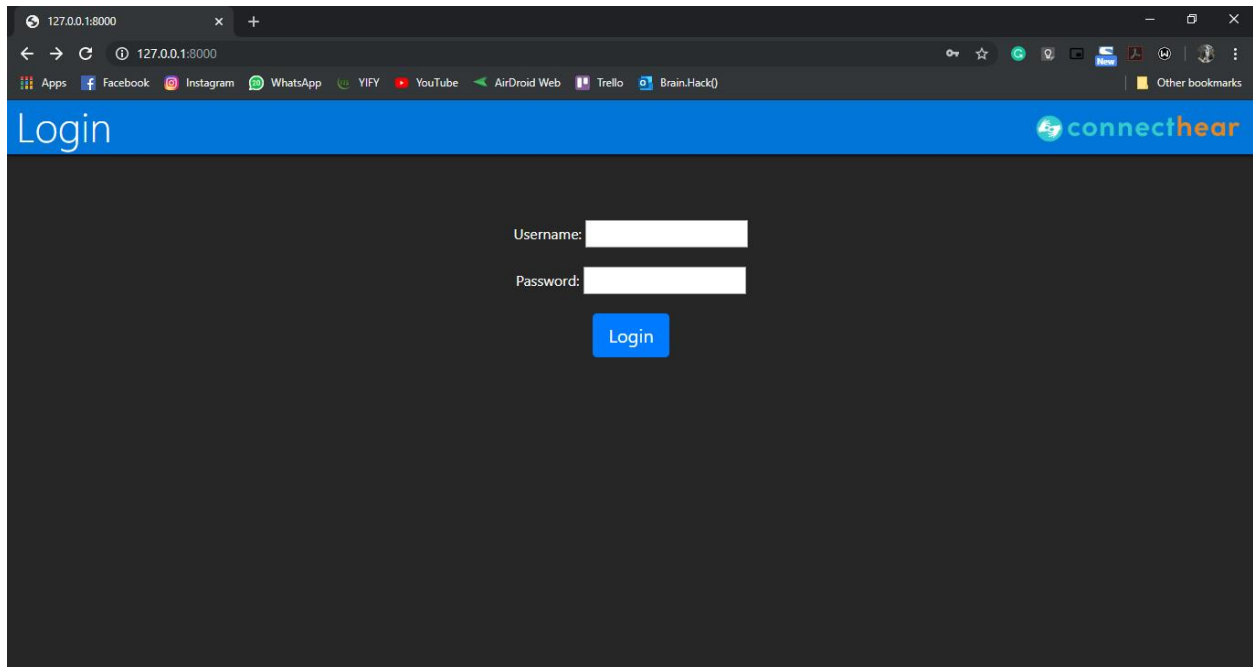 127.0.0.1:8000
127.0.0.1:8000
New
Apps Facebook Instagram 20 WhatsApp YIFY YouTube AirDroid Web Trello Brain.Hack() Other bookmarks
Login connecthear
Username:
Password:
Login